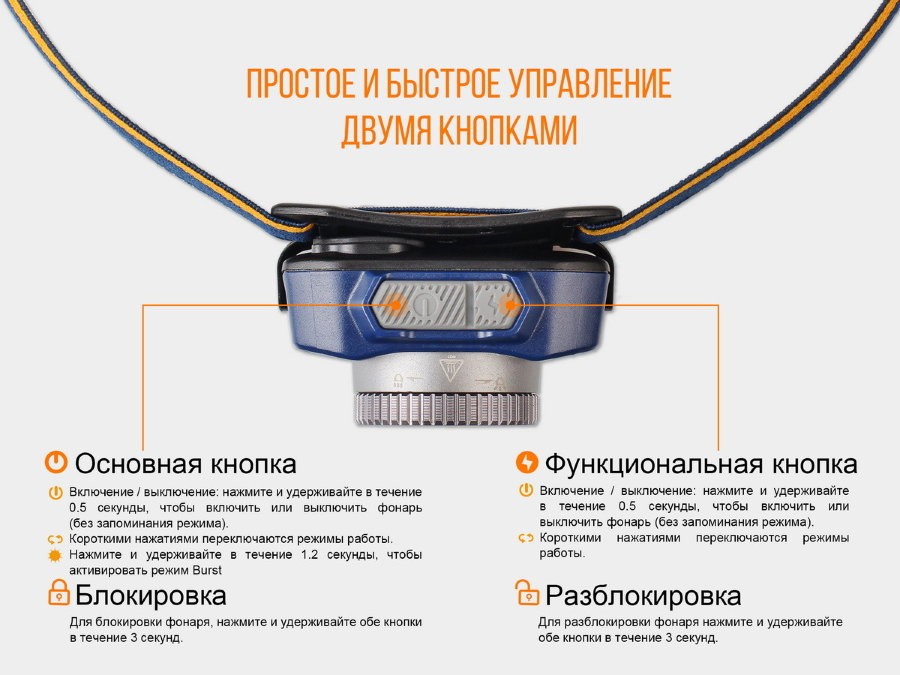 ПРОСТОЕ И БЫСТРОЕ УПРАВЛЕНИЕ
ДВУМЯ КНОПКАМИ
Основная кнопка
Включение / выключение: нажмите и удерживайте в течение
0.5 секунды, чтобы включить или выключить фонарь
(без запоминания режима).
Короткими нажатиями переключаются режимы работы.
Нажмите и удерживайте в течение 1.2 секунды, чтобы
активировать режим Burst
Блокировка
Для блокировки фонаря, нажмите и удерживайте обе кнопки
в течение 3 секунд.
Функциональная кнопка
Включение / выключение: нажмите и удерживайте
в течение 0.5 секунды, чтобы включить или
выключить фонарь (без запоминания режима).
Короткими нажатиями переключаются режимы
работы.
Разблокировка
Для разблокировки фонаря нажмите и удерживайте
обе кнопки в течение 3 секунд.